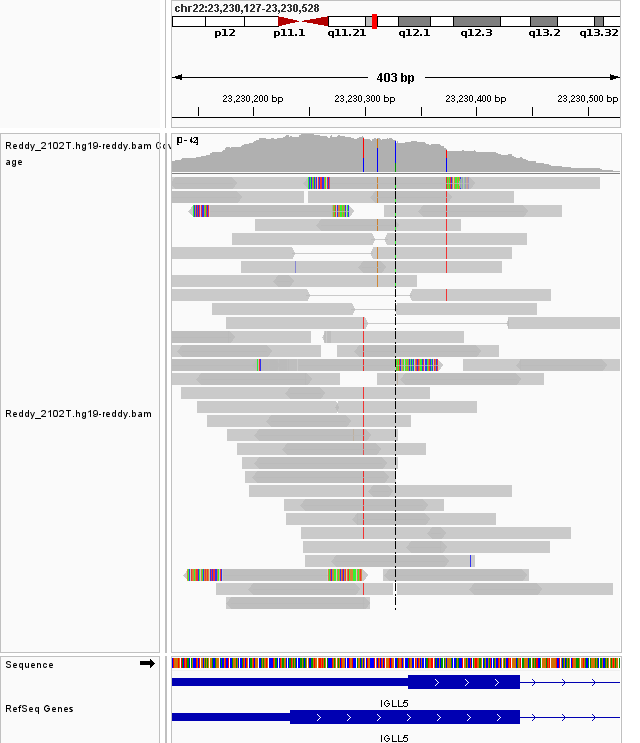 chr22:23,230,127-23,230,528
p12 p11.1 q11.21 q12.1 q12.3 q13.2 q13.32
403 bp
23,230,200 bp 23,230,300 bp 23,230,400 bp 23,230,500 bp
[0 - 42]
Reddy_2102T.hg19-reddy.bam Cov
age
Reddy_2102T.hg19-reddy.bam
Sequence
IGLL5
RefSeq Genes
IGLL5